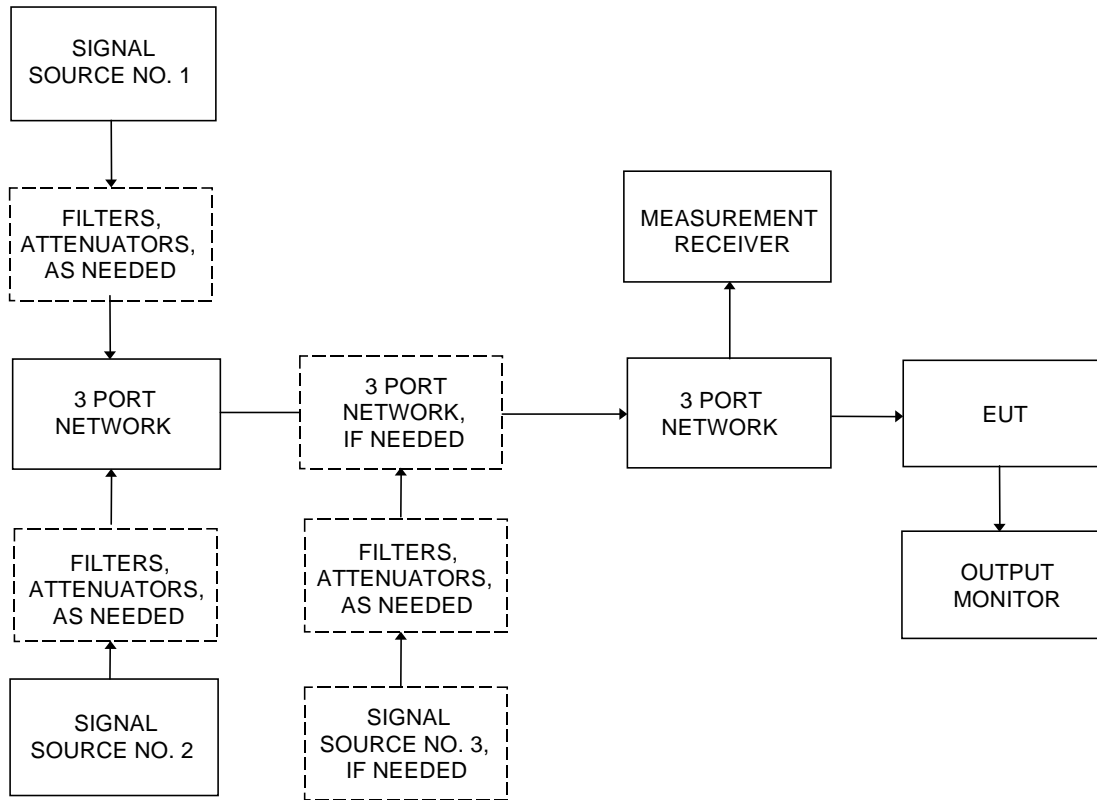 SIGNAL
SOURCE NO. 1
FILTERS,
ATTENUATORS,
AS NEEDED
MEASUREMENT
RECEIVER
3 PORT
NETWORK
3 PORT
NETWORK,
IF NEEDED
3 PORT
NETWORK
EUT
FILTERS,
ATTENUATORS,
AS NEEDED
FILTERS,
ATTENUATORS,
AS NEEDED
OUTPUT
MONITOR
SIGNAL
SOURCE NO. 2
SIGNAL
SOURCE NO. 3,
IF NEEDED